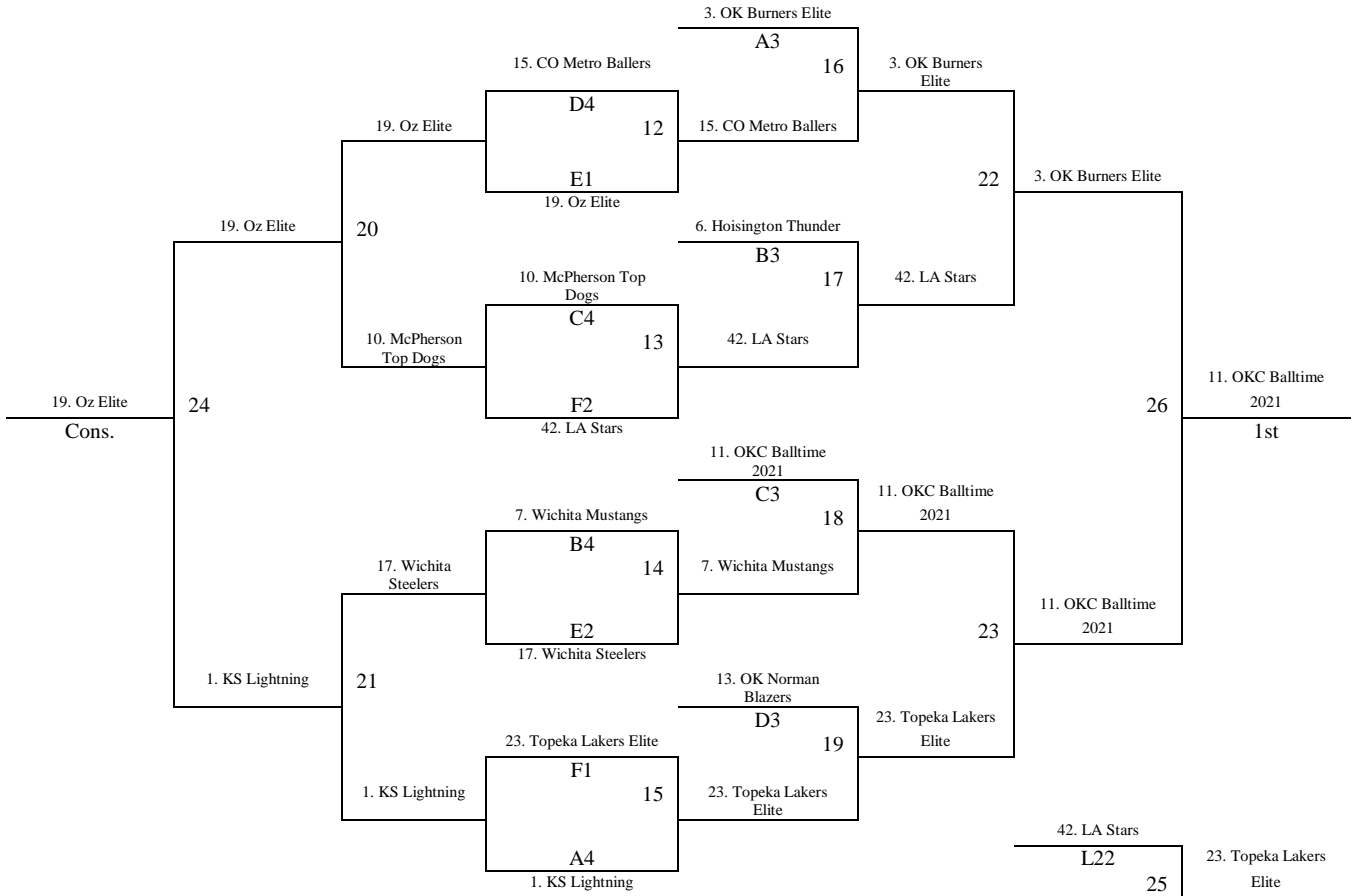 3. OK Burners Elite
A3
16
3. OK Burners
Elite
15. CO Metro Ballers
D4
12
19. Oz Elite
15. CO Metro Ballers
E1
19. Oz Elite
22
3. OK Burners Elite
19. Oz Elite
20
6. Hoisington Thunder
B3
17
10. McPherson Top
Dogs
42. LA Stars
C4
13
10. McPherson
Top Dogs
42. LA Stars
F2
42. LA Stars
19. Oz Elite
Cons.
24
26
11. OKC Balltime
2021
1st
11. OKC Balltime
2021
C3
18
11. OKC Balltime
2021
7. Wichita Mustangs
B4
14
17. Wichita
Steelers
7. Wichita Mustangs
E2
17. Wichita Steelers
23
11. OKC Balltime
2021
1. KS Lightning
21
13. OK Norman
Blazers
D3
19
23. Topeka Lakers
Elite
23. Topeka Lakers Elite
F1
15
1. KS Lightning
23. Topeka Lakers
Elite
A4
1. KS Lightning
42. LA Stars
L22
25
23. Topeka Lakers
Elite